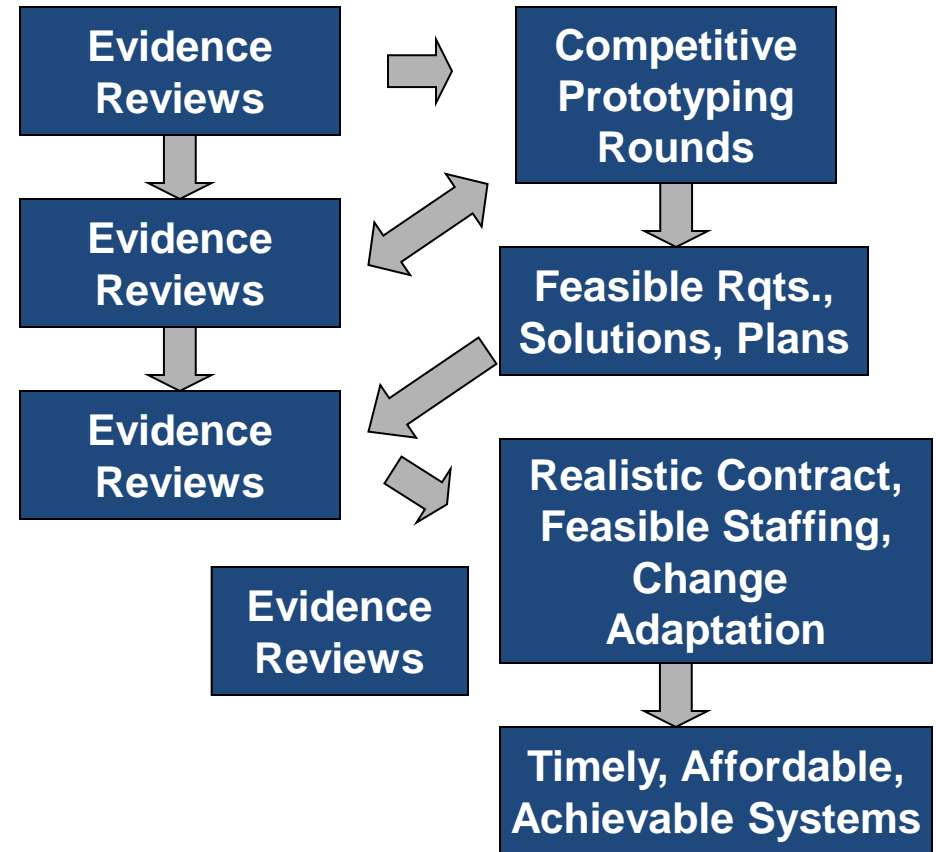 Evidence
Reviews
Competitive
Prototyping
Rounds
Evidence
Reviews
Feasible Rqts.,
Solutions, Plans
Evidence
Reviews
Realistic Contract,
Feasible Staffing,
Change
Adaptation
Evidence
Reviews
Timely, Affordable,
Achievable Systems